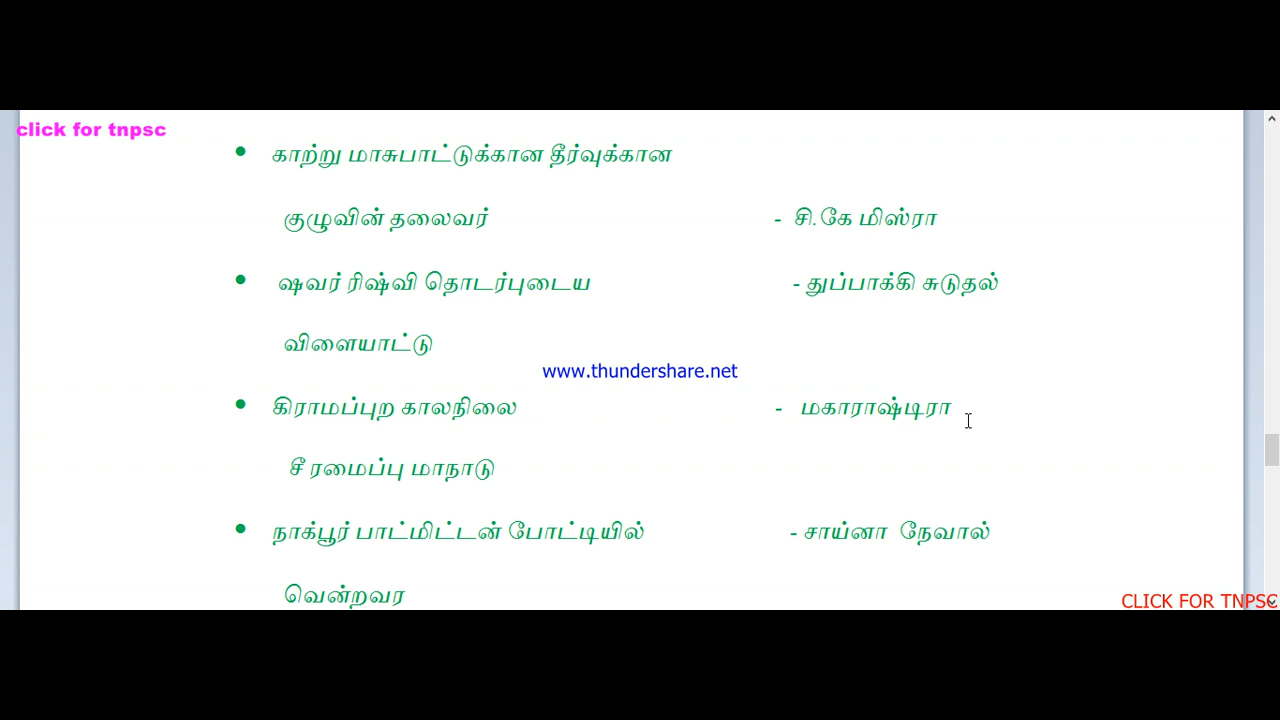 click for tnpsc
• காற்று மாசுபாட்டுக்கான தீர்வுக்கான
குழுவின் தலைவர் - சி.கே மிஸ்ரா
• ஷவர் ரிஷ்வி தொடர்புடைய - துப்பாக்கி சுடுதல்
விளையாட்டு
www.thundershare.net
• கிராமப்புற காலநிலை - மகாராஷ்டிரா
சீ ரமைப்பு மாநாடு
• நாக்பூர் பாட்மிட்டன் போட்டியில் - சாய்னா நேவால்
வென்றவர
CLICK FOR TNPSC